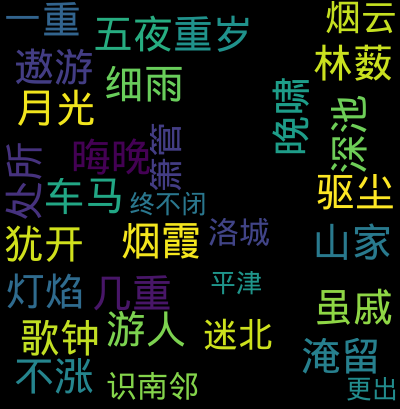 一重
五夜重岁
烟云
遨游
细雨
林薮
月光
晚啸
深池
晦晚
箫管
处所
车马
终不闭
驱尘
犹开
烟霞
洛城
山家
灯焰
几重
平津
虽戚
歌钟
游人
迷北
淹留
不涨
识南邻
更出